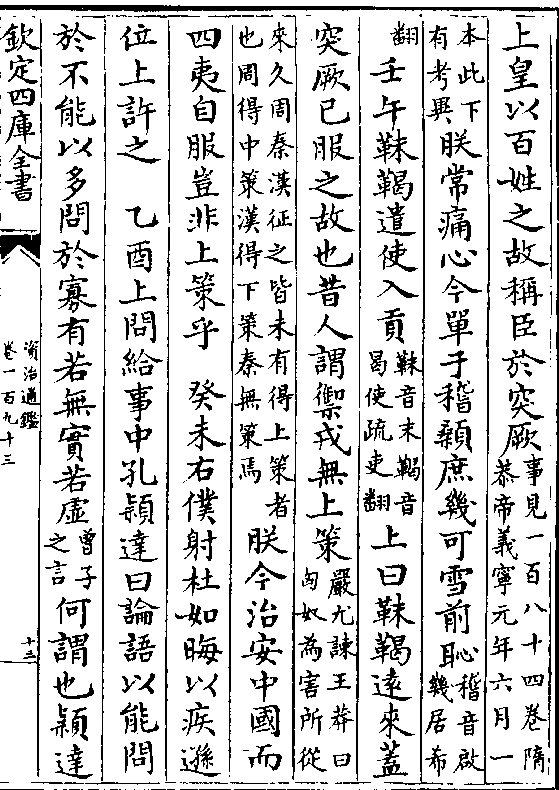 上皇以百姓之故稱臣於突厥事見一百八十四卷隋恭帝義寧元年六月一
本此下有考異朕常痛心今單于稽顙庶幾可雪前恥稽音啟幾居希
翻壬午靺鞨遣使入貢靺音末鞨音曷使疏吏翻上曰靺鞨遠來蓋
突厥已服之故也昔人謂禦戎無上策嚴尤諫王莽曰匈奴為害所從
來久周秦漢征之皆未有得上策者也周得中策漢得下策秦無策焉朕今治安中國而
四夷自服豈非上策乎 癸未右僕射杜如晦以疾遜
位上許之 乙酉上問給事中孔穎達曰論語以能問
於不能以多問於寡有若無實若虛曾子之言何謂也穎達
欽定四庫全書
資治通鑑
卷一百九十三
十三